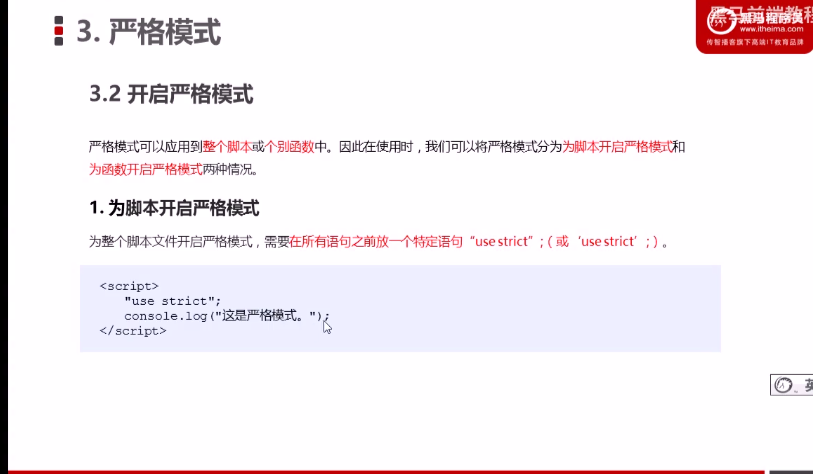 3. 严格模式
www.itheima.com
传智播客旗下高端IT教育品牌
3.2 开启严格模式
严格模式可以应用到整个脚本或个别函数中。因此在使用时，我们可以将严格模式分为为脚本开启严格模式和
为函数开启严格模式两种情况。
1. 为脚本开启严格模式
为整个脚本文件开启严格模式，需要在所有语句之前放一个特定语句“use strict”;（或‘use strict’;）。
<script>
"use strict";
console.log("这是严格模式。");
</script>
英